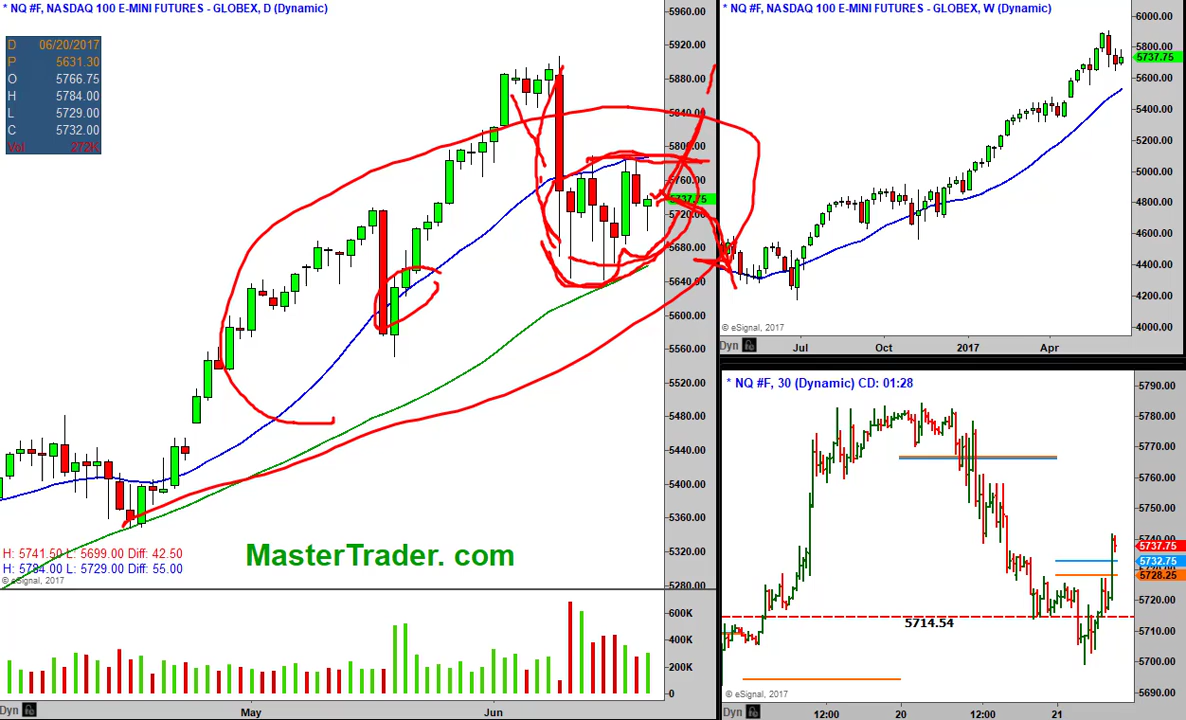 * NQ #F, NASDAQ 100 E-MINI FUTURES - GLOBEX, D (Dynamic)
D 06/20/2017
P 5631.30
O 5766.75
H 5784.00
L 5729.00
C 5732.00
Vol 272K
5960.00
5920.00
5880.00
5840.00
5800.00
5760.00
5737.75
5720.00
5680.00
5640.00
5600.00
5560.00
5520.00
5480.00
5440.00
5400.00
5360.00
5320.00
5280.00
H: 5741.50 L: 5699.00 Diff: 42.50
H: 5784.00 L: 5729.00 Diff: 55.00
© eSignal, 2017
MasterTrader. com
600K
400K
200K
0
Dyn
May
Jun
* NQ #F, NASDAQ 100 E-MINI FUTURES - GLOBEX, W (Dynamic)
6000.00
5800.00
5737.75
5600.00
5400.00
5200.00
5000.00
4800.00
4600.00
4400.00
4200.00
4000.00
© eSignal, 2017
Dyn
Jul
Oct
2017
Apr
* NQ #F, 30 (Dynamic) CD: 01:28
5790.00
5780.00
5770.00
5760.00
5750.00
5740.00
5737.75
5732.75
5728.25
5720.00
5710.00
5700.00
5690.00
5714.54
© eSignal, 2017
Dyn
12:00
20
12:00
21